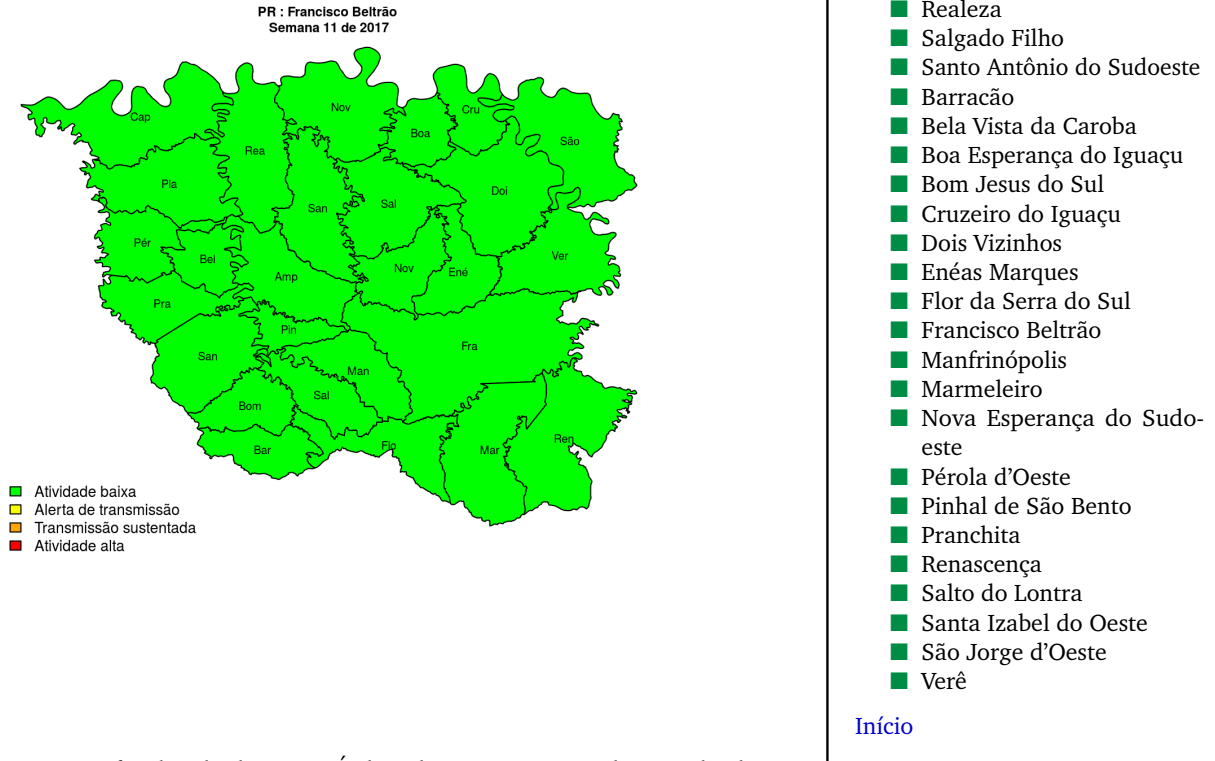 PR : Francisco Beltrão
Semana 11 de 2017
Cap
Nov
Cru
Boa
São
Rea
Pla
Doi
San
Sal
Pér
Bel
Ver
Nov
Ené
Amp
Pra
Pin
Fra
San
Man
Sal
Bom
Ren
Flo
Bar
Mar
Atividade baixa
Alerta de transmissão
Transmissão sustentada
Atividade alta
Realeza
Salgado Filho
Santo Antônio do Sudoeste
Barracão
Bela Vista da Caroba
Boa Esperança do Iguaçu
Bom Jesus do Sul
Cruzeiro do Iguaçu
Dois Vizinhos
Enéas Marques
Flor da Serra do Sul
Francisco Beltrão
Manfrinópolis
Marmeleiro
Nova Esperança do Sudo-
este
Pérola d'Oeste
Pinhal de São Bento
Pranchita
Renascença
Salto do Lontra
Santa Izabel do Oeste
São Jorge d'Oeste
Verê
Início